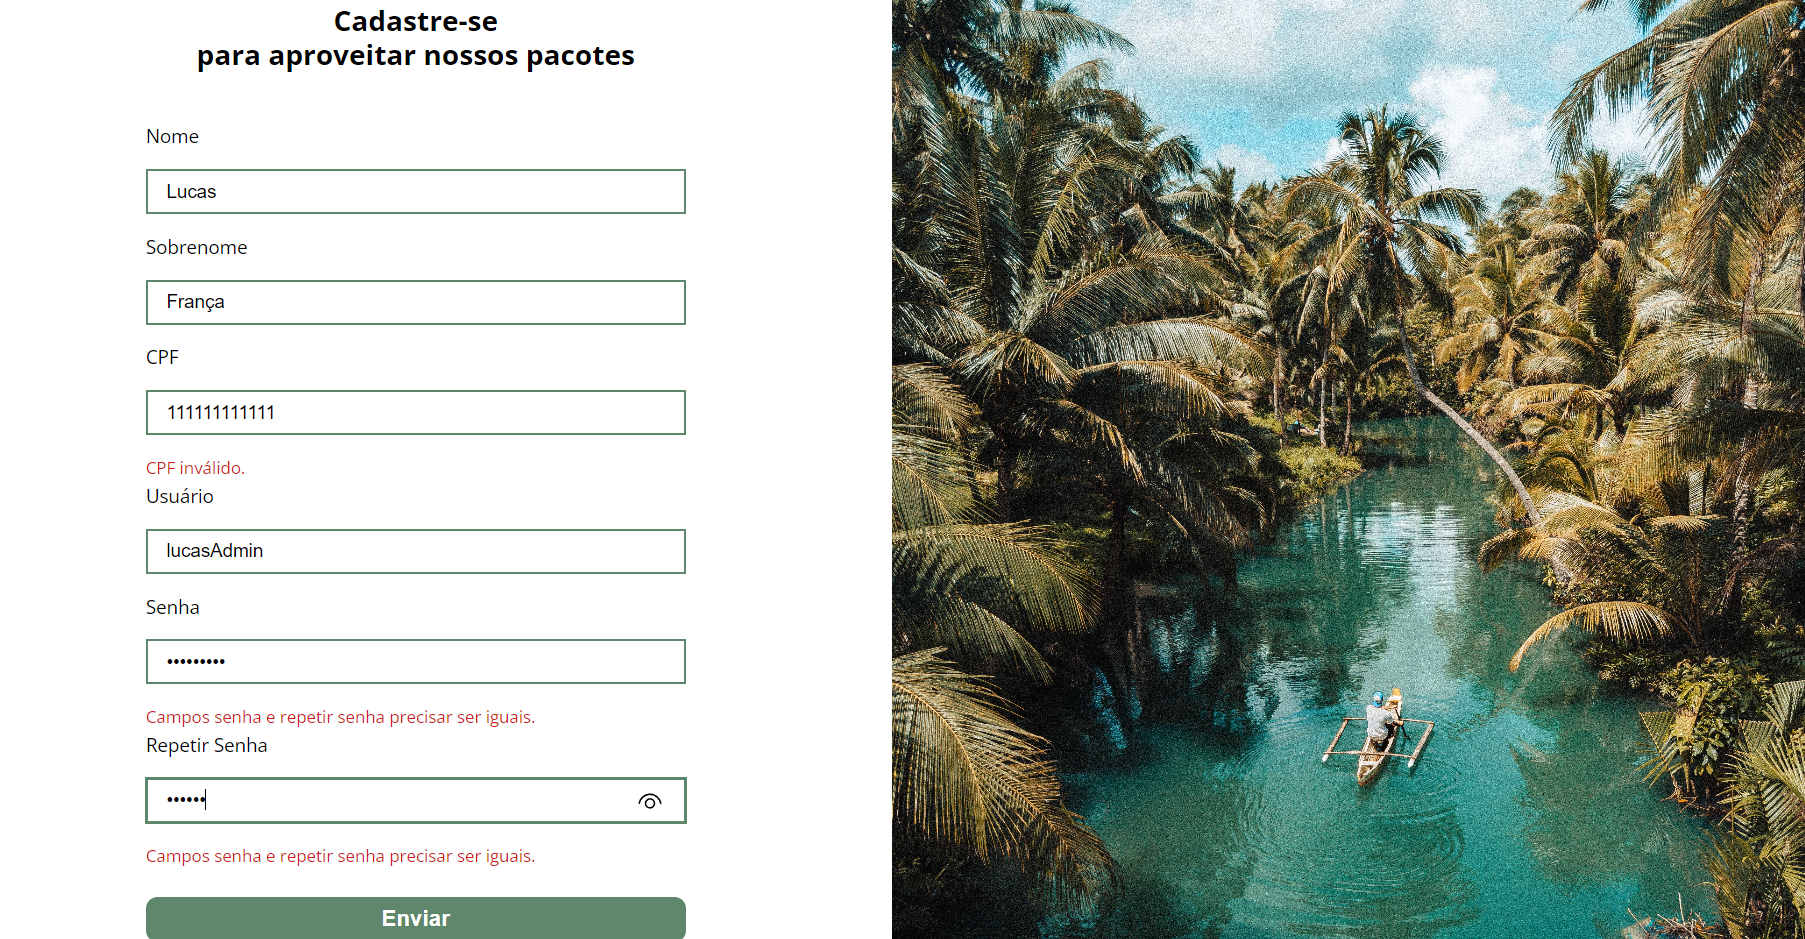 Cadastre-se
para aproveitar nossos pacotes
Nome
Lucas
Sobrenome
França
CPF
111111111111
CPF inválido.
Usuário
lucasAdmin
Senha
•••••••••
Campos senha e repetir senha precisar ser iguais.
Repetir Senha
••••••
Campos senha e repetir senha precisar ser iguais.
Enviar